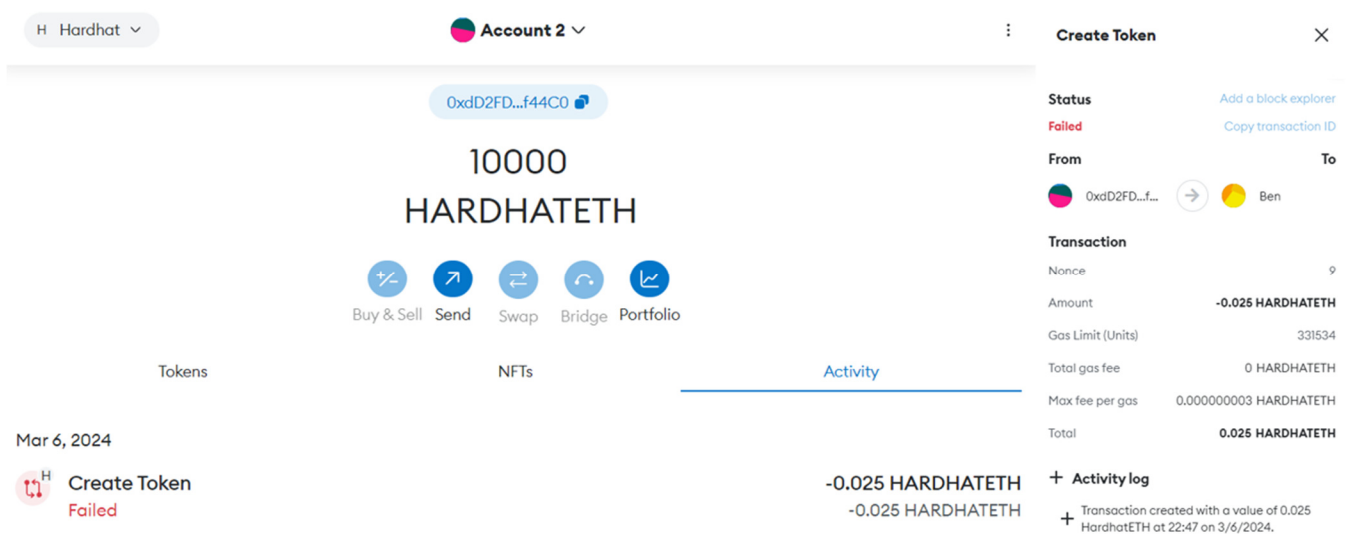 H Hardhat
Account 2
0xdD2FD...f44C0
10000
HARDHATETH
Buy & Sell Send Swap Bridge Portfolio
Tokens NFTs Activity
Mar 6, 2024
H
Create Token -0.025 HARDHATETH
Failed -0.025 HARDHATETH
Create Token
Status Add a block explorer
Failed Copy transaction ID
From To
0xdD2FD...f... Ben
Transaction
Nonce 9
Amount -0.025 HARDHATETH
Gas Limit (Units) 331534
Total gas fee 0 HARDHATETH
Max fee per gas 0.000000003 HARDHATETH
Total 0.025 HARDHATETH
+ Activity log
+ Transaction created with a value of 0.025
HardhatETH at 22:47 on 3/6/2024.